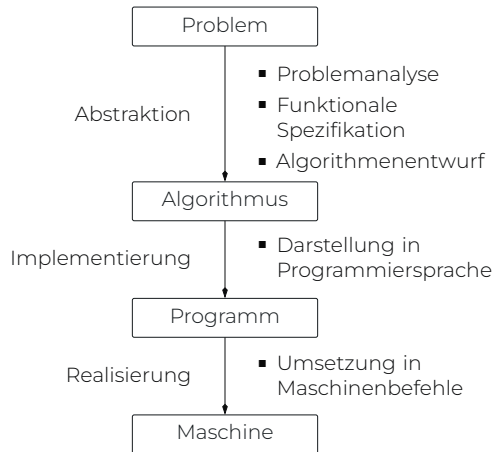 Problem
Abstraktion
▪ Problemanalyse
▪ Funktionale
Spezifikation
▪ Algorithmenentwurf
Algorithmus
Implementierung
▪ Darstellung in
Programmiersprache
Programm
Realisierung
▪ Umsetzung in
Maschinenbefehle
Maschine